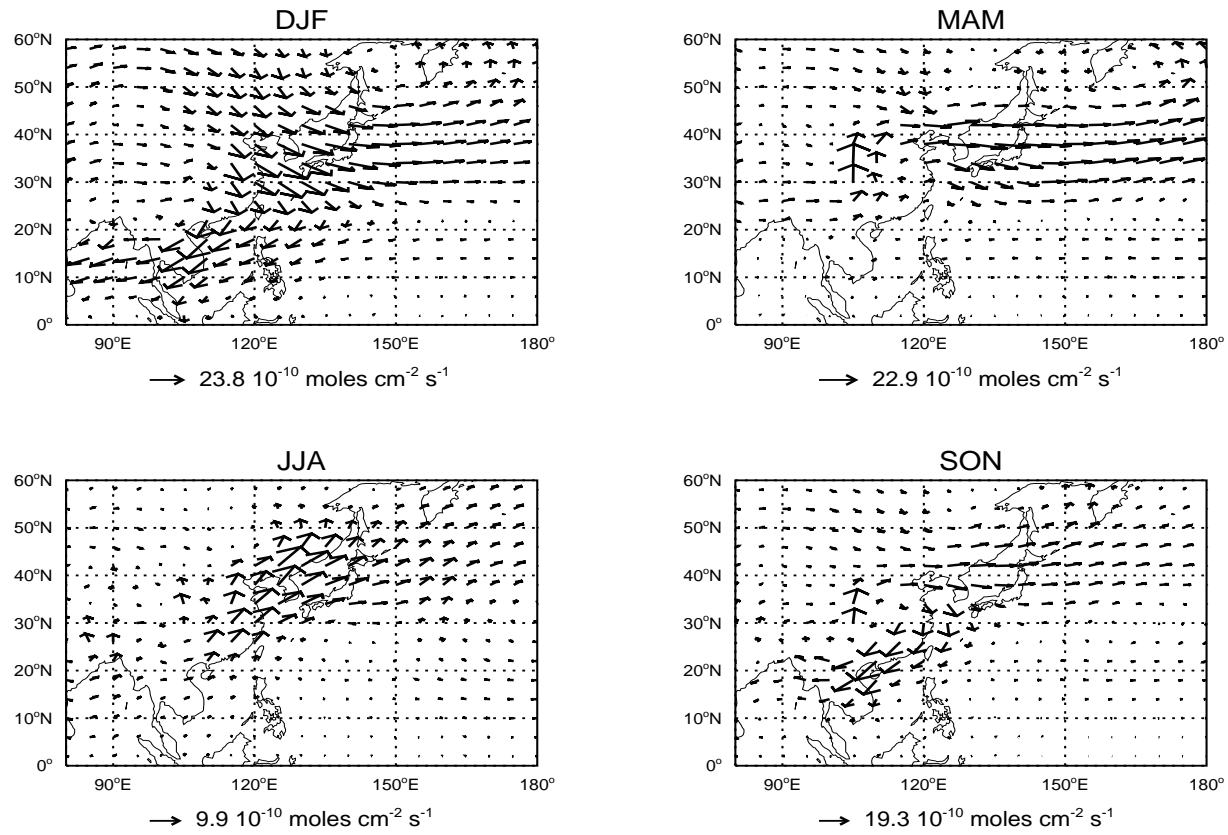 DJF
60°N
50°N
40°N
30°N
20°N
10°N
0°
90°E 120°E 150°E 180°
23.8 10⁻¹⁰ moles cm⁻² s⁻¹
MAM
60°N
50°N
40°N
30°N
20°N
10°N
0°
90°E 120°E 150°E 180°
22.9 10⁻¹⁰ moles cm⁻² s⁻¹
JJA
60°N
50°N
40°N
30°N
20°N
10°N
0°
90°E 120°E 150°E 180°
9.9 10⁻¹⁰ moles cm⁻² s⁻¹
SON
60°N
50°N
40°N
30°N
20°N
10°N
0°
90°E 120°E 150°E 180°
19.3 10⁻¹⁰ moles cm⁻² s⁻¹